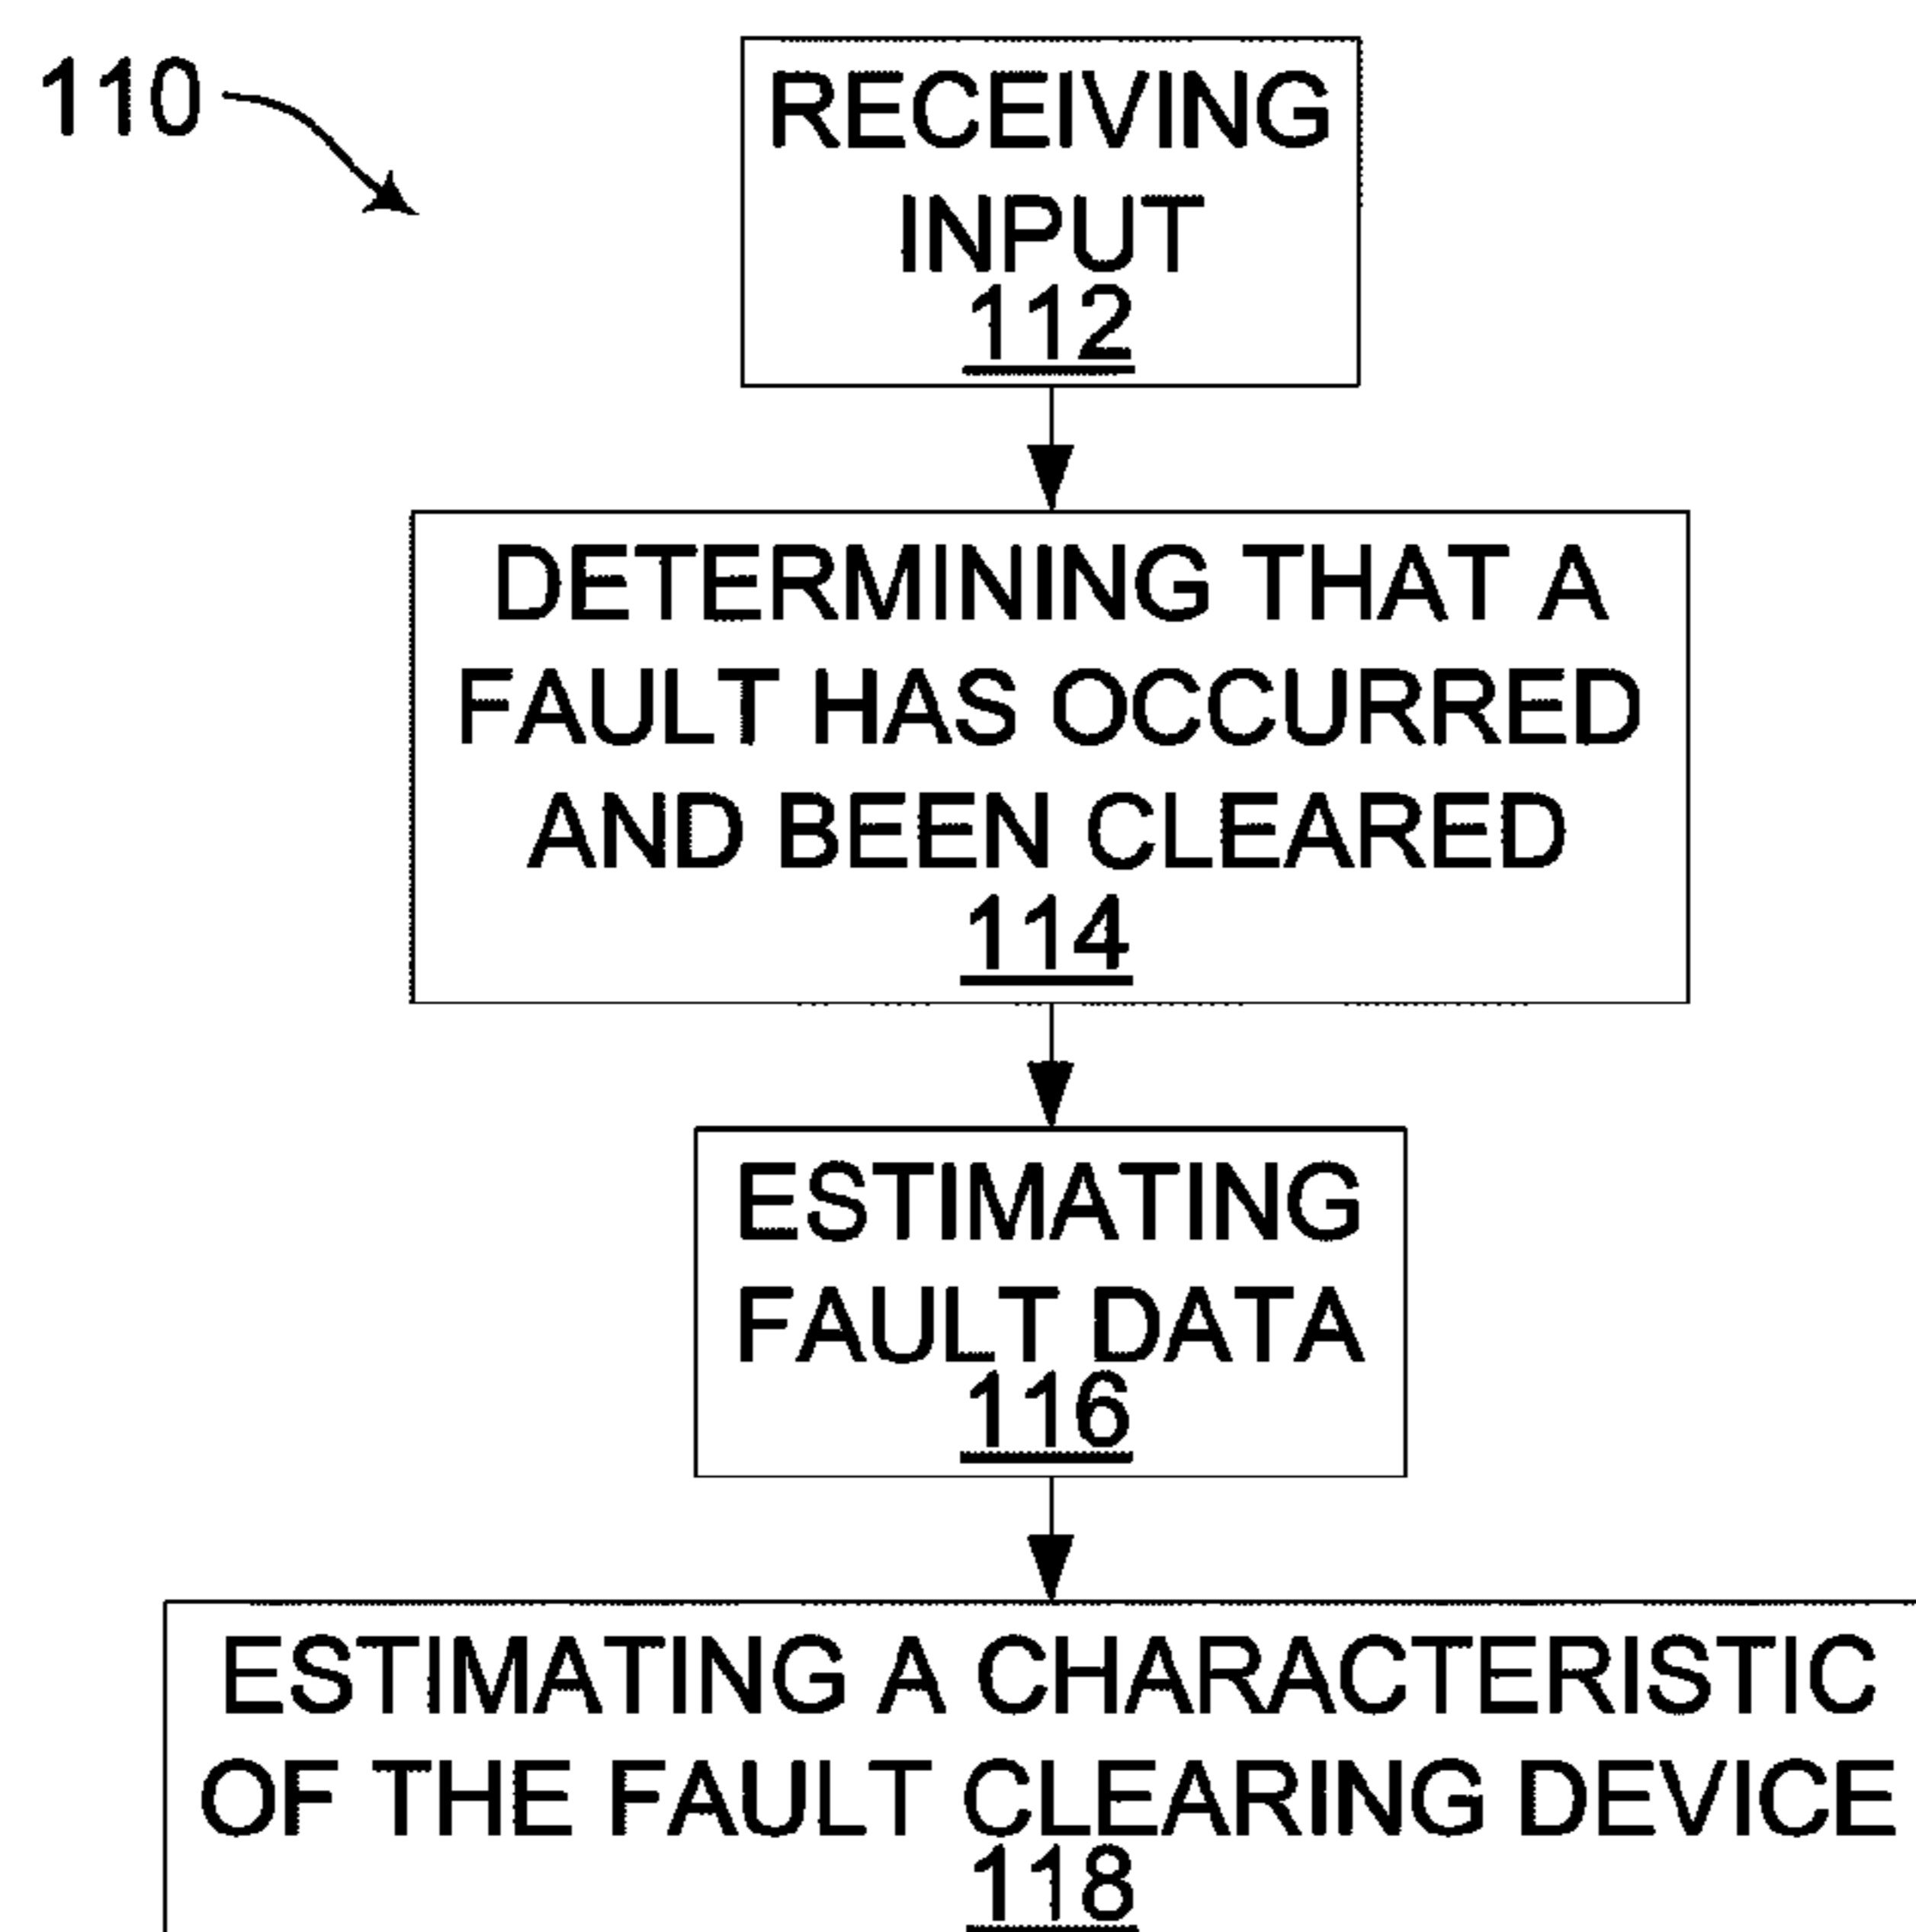 110
RECEIVING
INPUT
112
DETERMINING THAT A
FAULT HAS OCCURRED
AND BEEN CLEARED
114
ESTIMATING
FAULT DATA
116
ESTIMATING A CHARACTERISTIC
OF THE FAULT CLEARING DEVICE
118